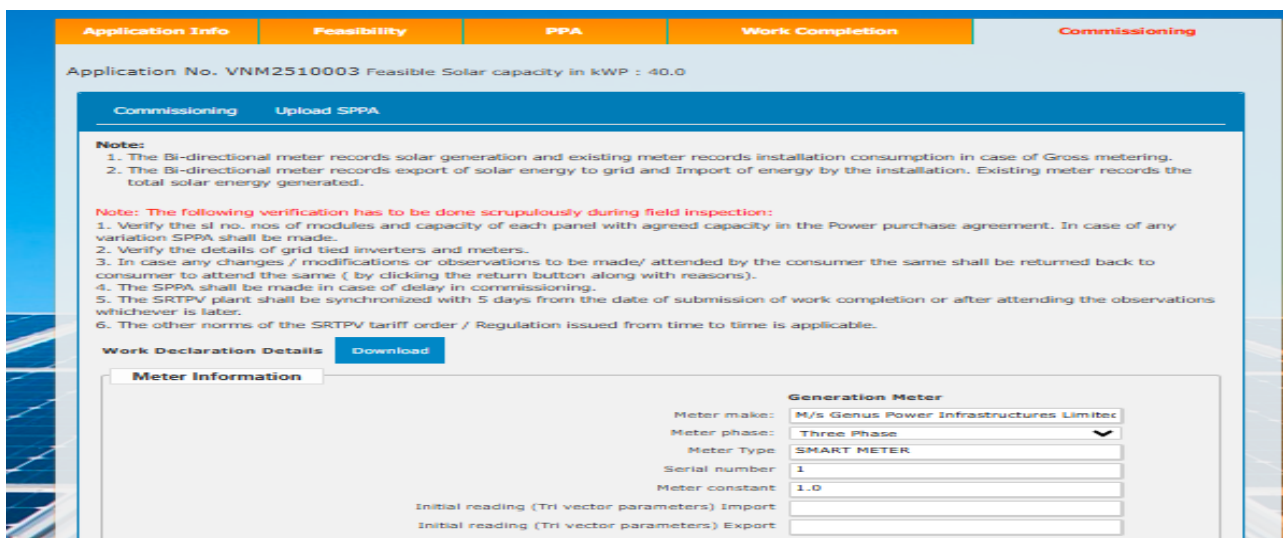 Application Info Feasibility PPA Work Completion Commissioning
Application No. VNM2510003 Feasible Solar capacity in kWP : 40.0
Commissioning Upload SPPA
Note:
1. The Bi-directional meter records solar generation and existing meter records installation consumption in case of Gross metering.
2. The Bi-directional meter records export of solar energy to grid and Import of energy by the installation. Existing meter records the
total solar energy generated.
Note: The following verification has to be done scrupulously during field inspection:
1. Verify the sl no. nos of modules and capacity of each panel with agreed capacity in the Power purchase agreement. In case of any
variation SPPA shall be made.
2. Verify the details of grid tied inverters and meters.
3. In case any changes / modifications or observations to be made/ attended by the consumer the same shall be returned back to
consumer to attend the same ( by clicking the return button along with reasons).
4. The SPPA shall be made in case of delay in commissioning.
5. The SRTPV plant shall be synchronized with 5 days from the date of submission of work completion or after attending the observations
whichever is later.
6. The other norms of the SRTPV tariff order / Regulation issued from time to time is applicable.
Work Declaration Details Download
Meter Information
Generation Meter
Meter make: M/s Genus Power Infrastructures Limitec
Meter phase: Three Phase
Meter Type SMART METER
Serial number 1
Meter constant 1.0
Initial reading (Tri vector parameters) Import
Initial reading (Tri vector parameters) Export